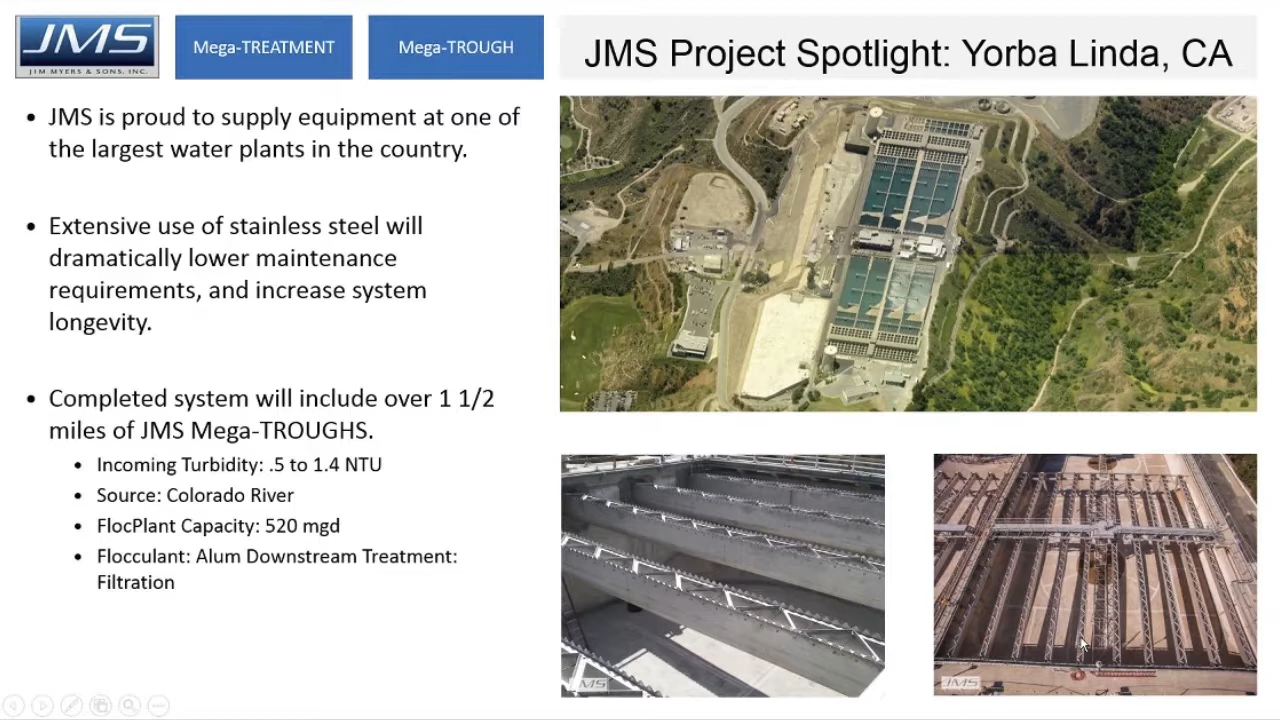 JMS
JIM MYERS & SONS, INC.
Mega-TREATMENT
Mega-TROUGH
JMS Project Spotlight: Yorba Linda, CA
• JMS is proud to supply equipment at one of
the largest water plants in the country.
• Extensive use of stainless steel will
dramatically lower maintenance
requirements, and increase system
longevity.
• Completed system will include over 1 1/2
miles of JMS Mega-TROUGHS.
• Incoming Turbidity: .5 to 1.4 NTU
• Source: Colorado River
• FlocPlant Capacity: 520 mgd
• Flocculant: Alum Downstream Treatment:
Filtration
JMS
JMS